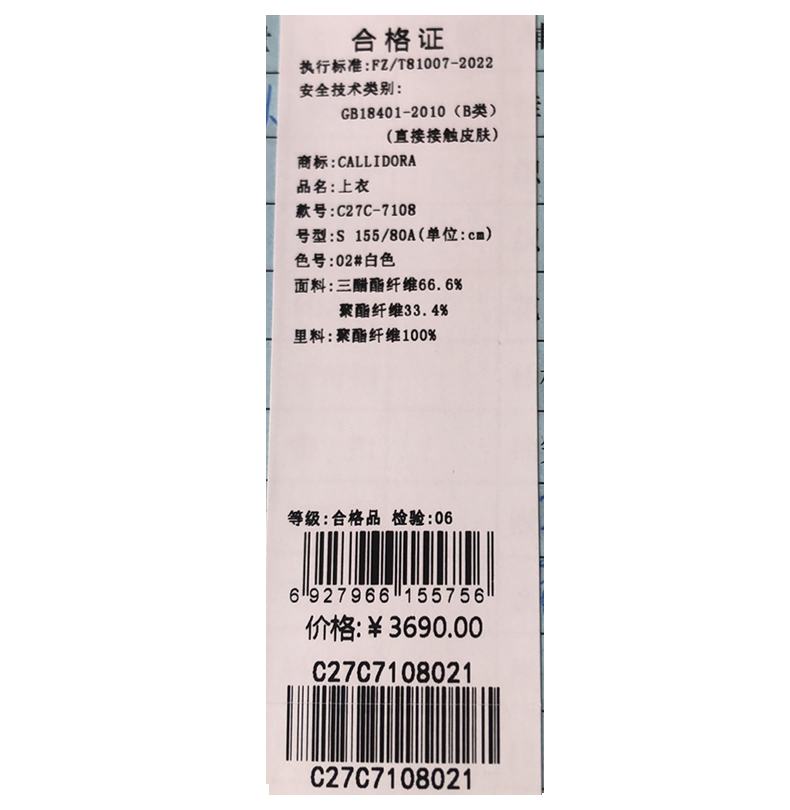 合格证
执行标准:FZ/T81007-2022
安全技术类别:
GB18401-2010（B类）
(直接接触皮肤)
商标:CALLIDORA
品名:上衣
款号:C27C-7108
号型:S 155/80A(单位:cm)
色号:02#白色
面料:三醋酯纤维66.6%
聚酯纤维33.4%
里料:聚酯纤维100%
等级:合格品 检验:06
6 927966 155756
价格:¥3690.00
C27C7108021
C27C7108021